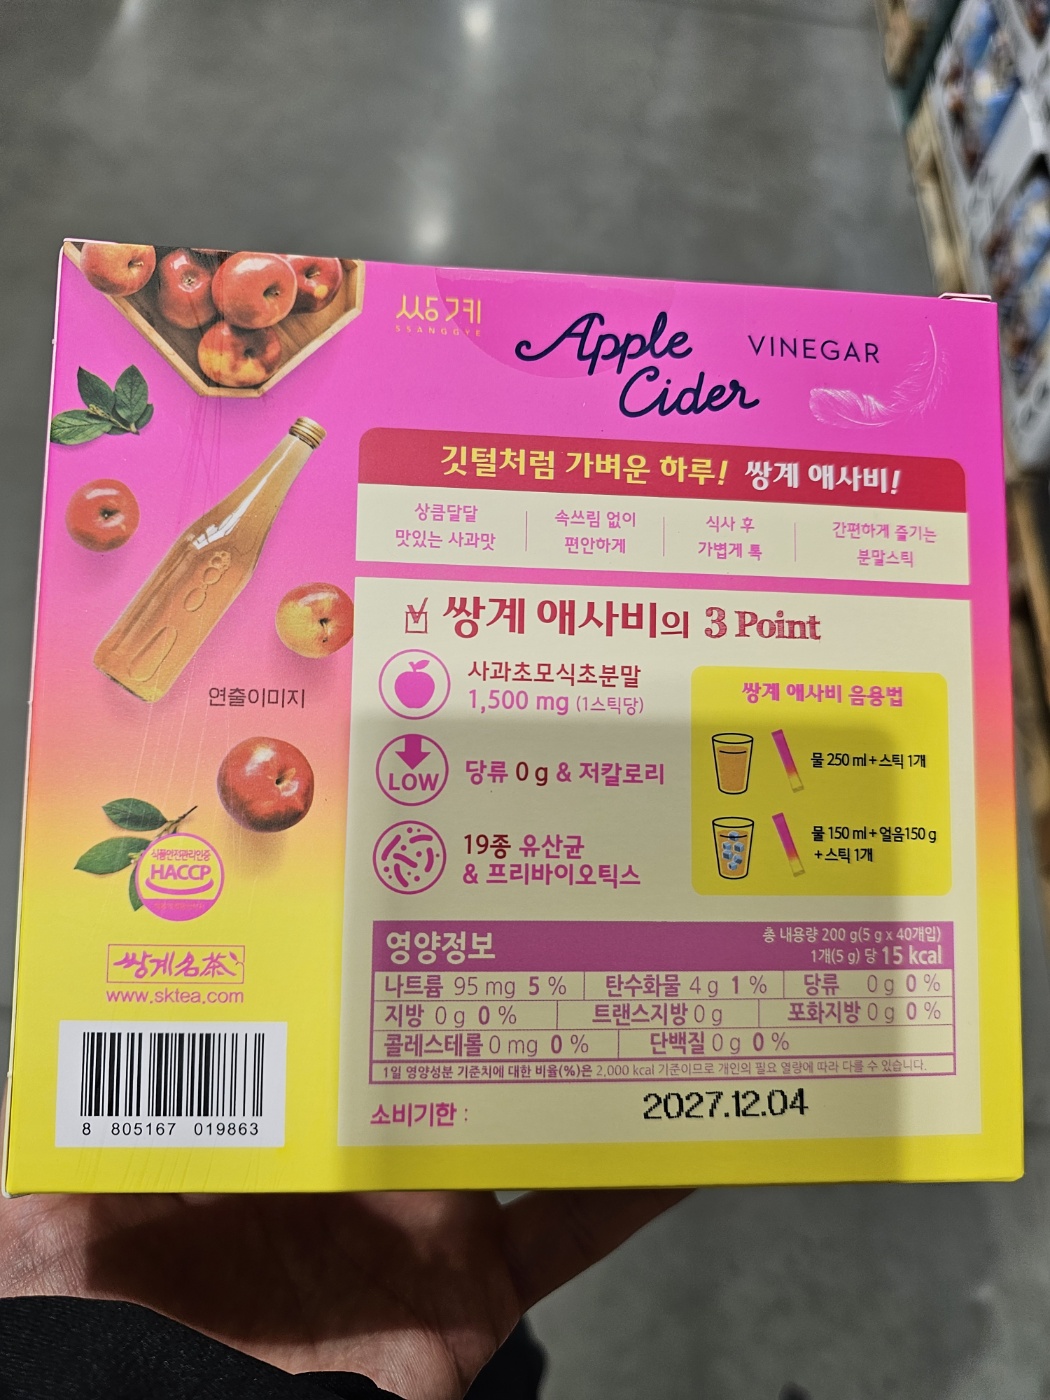 쌍계
SSANGGYE
Apple
Cider
VINEGAR
깃털처럼 가벼운 하루! 쌍계 애사비!
상큼달달
맛있는 사과맛
속쓰림 없이
편안하게
식사 후
가볍게 톡
간편하게 즐기는
분말스틱
쌍계 애사비의 3 Point
사과초모식초분말
1,500 mg (1스틱당)
LOW
당류 0 g & 저칼로리
19종 유산균
& 프리바이오틱스
쌍계 애사비 음용법
물 250 ml + 스틱 1개
물 150 ml + 얼음150 g
+ 스틱 1개
연출이미지
식품안전관리인증
HACCP
쌍계名茶
www.sktea.com
8 805167 019863
영양정보
총 내용량 200 g(5 g x 40개입)
1개(5 g) 당 15 kcal
나트륨 95 mg 5 % 탄수화물 4 g 1 % 당류 0 g 0 %
지방 0 g 0 % 트랜스지방 0 g 포화지방 0 g 0 %
콜레스테롤 0 mg 0 % 단백질 0 g 0 %
1일 영양성분 기준치에 대한 비율(%)은 2,000 kcal 기준이므로 개인의 필요 열량에 따라 다를 수 있습니다.
소비기한 : 2027.12.04